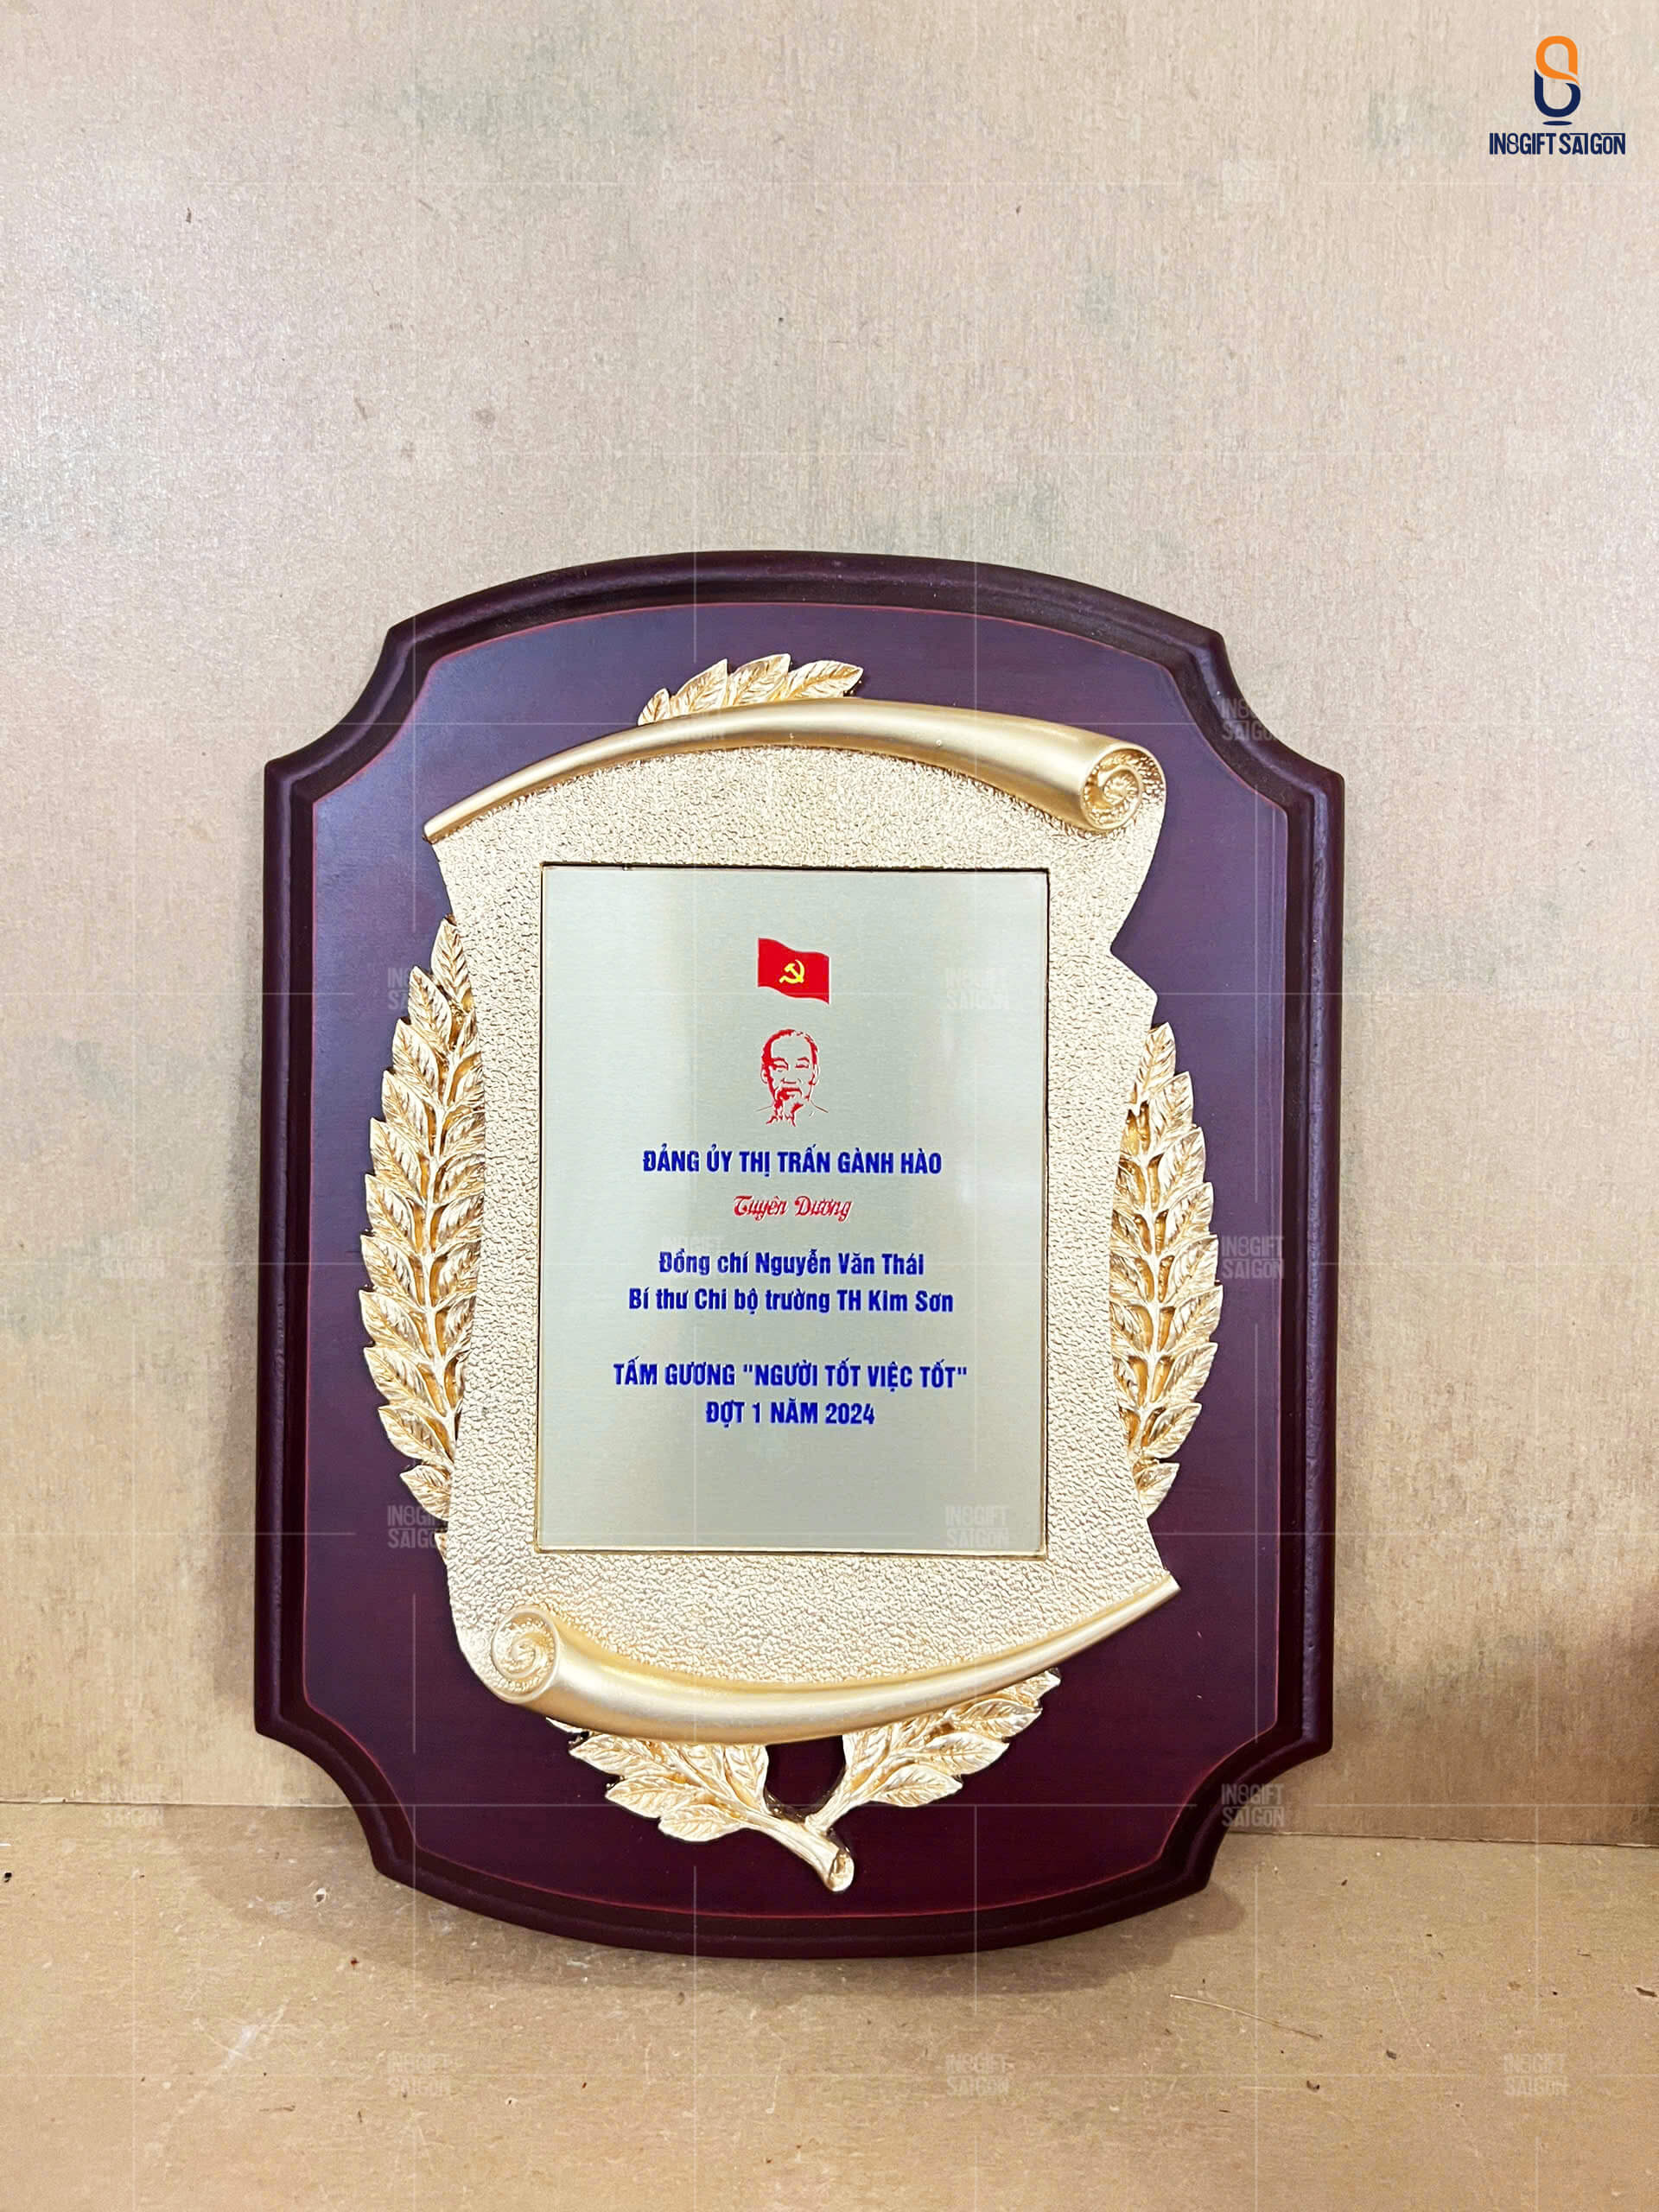 IN8GIFT SAIGON
ĐẢNG ỦY THỊ TRẤN GÀNH HÀO
Tuyên Dương
Đồng chí Nguyễn Văn Thái
Bí thư Chi bộ trường TH Kim Sơn
TẤM GƯƠNG "NGƯỜI TỐT VIỆC TỐT"
ĐỢT 1 NĂM 2024